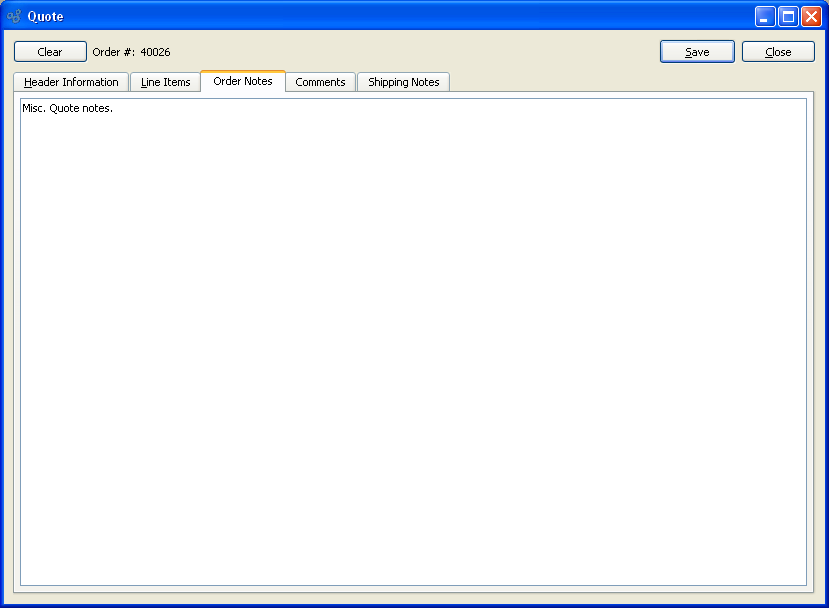 Quote
Clear Order #: 40026 Save Close
Header Information Line Items Order Notes Comments Shipping Notes
Misc. Quote notes.